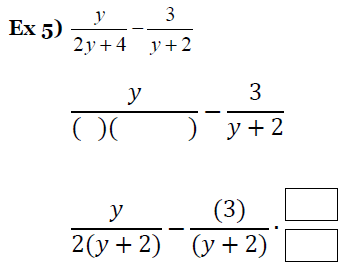 Ex 5) y/(2y + 4) − 3/(y + 2)
y/(( )( )) − 3/(y + 2)
y/(2(y + 2)) − (3)/((y + 2)) ·